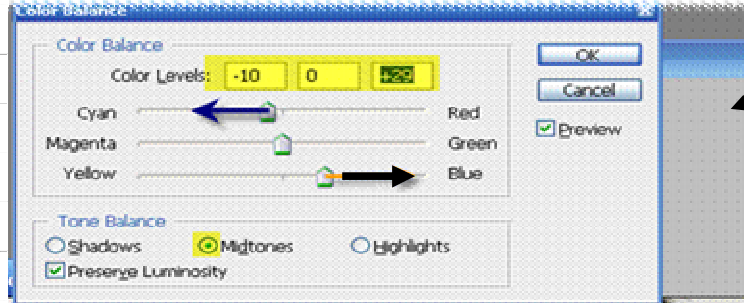 Color Balance
Color Balance
OK
Color Levels: -10 0 +29
Cancel
Cyan Red
Preview
Magenta Green
Yellow Blue
Tone Balance
Shadows Midtones Highlights
Preserve Luminosity